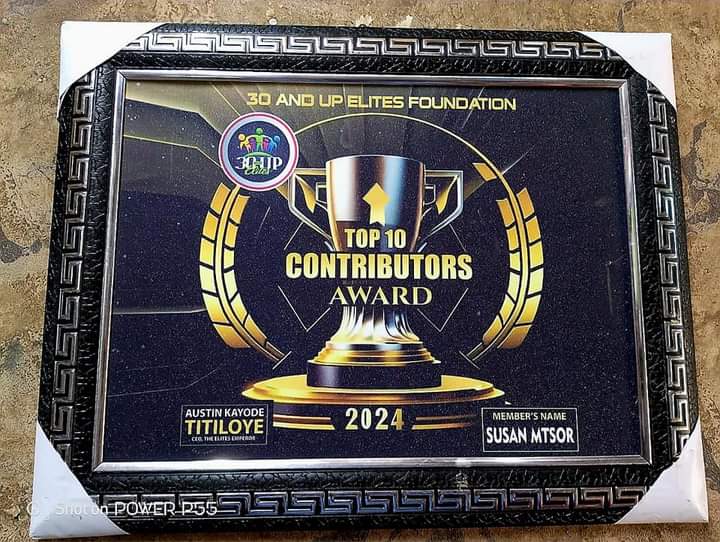 30 AND UP ELITES FOUNDATION
30-UP
Elites
TOP 10
CONTRIBUTORS
AWARD
2024
AUSTIN KAYODE
TITILOYE
CEO, THE ELITES EMPEROR
MEMBER'S NAME
SUSAN MTSOR
Shot on POWER P55